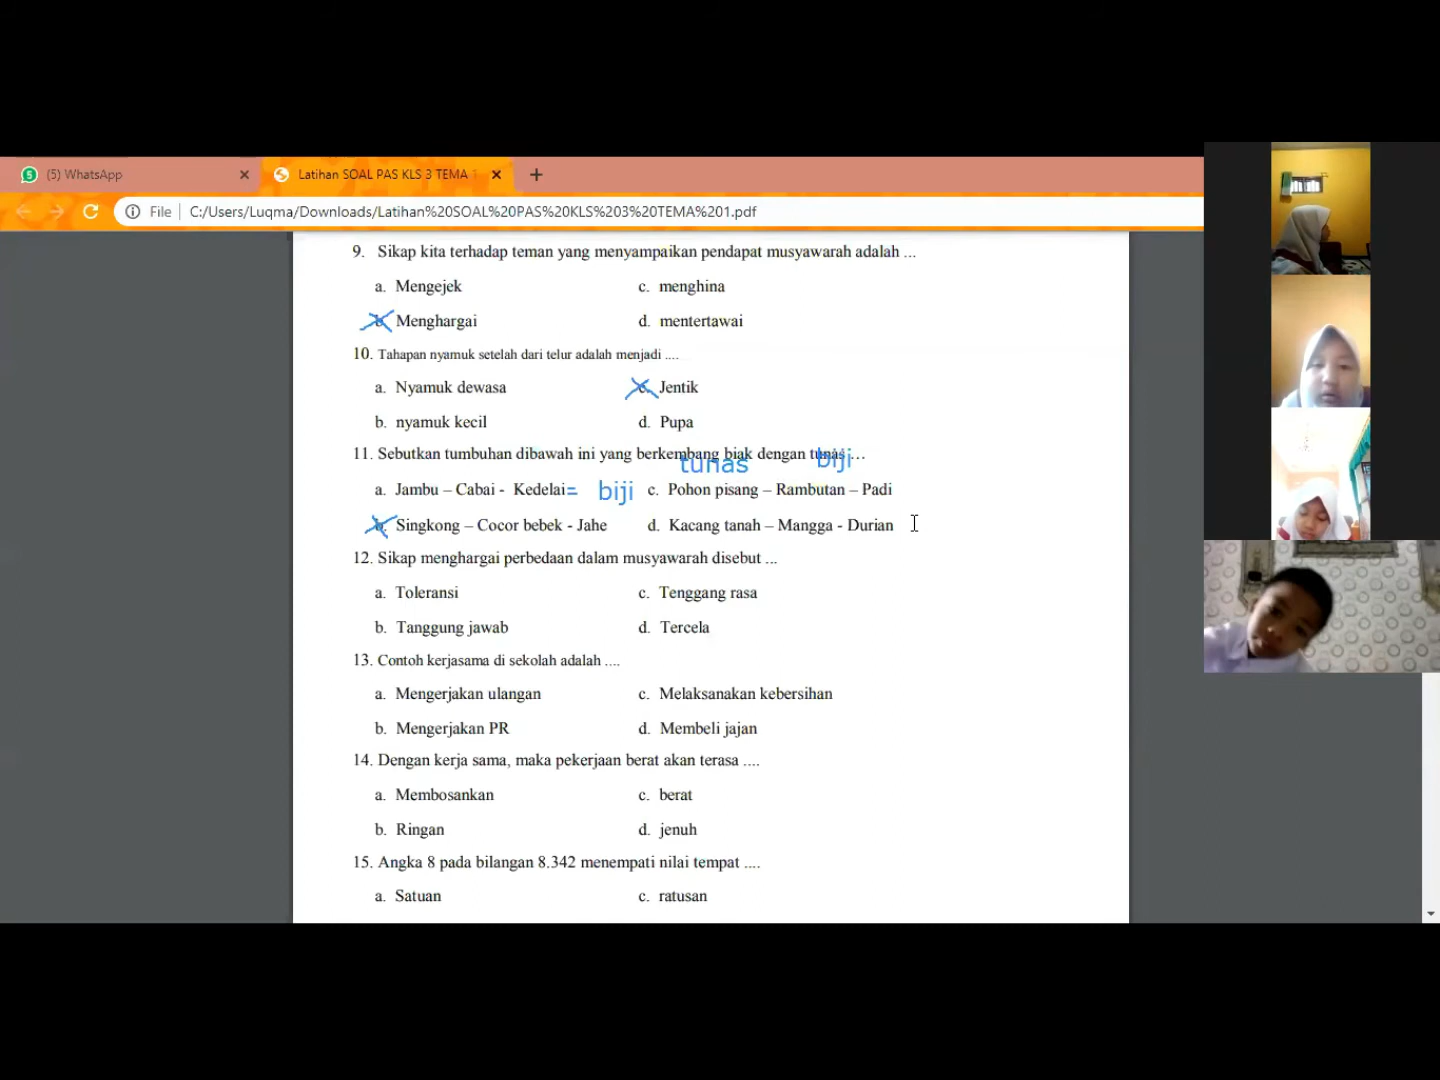 (5) WhatsApp
Latihan SOAL PAS KLS 3 TEMA
File C:/Users/Luqma/Downloads/Latihan%20SOAL%20PAS%20KLS%203%20TEMA%201.pdf
9. Sikap kita terhadap teman yang menyampaikan pendapat musyawarah adalah ...
a. Mengejek c. menghina
b. Menghargai d. mentertawai
10. Tahapan nyamuk setelah dari telur adalah menjadi ....
a. Nyamuk dewasa c. Jentik
b. nyamuk kecil d. Pupa
11. Sebutkan tumbuhan dibawah ini yang berkembang biak dengan tunas ...
tunas biji
a. Jambu – Cabai - Kedelai = biji c. Pohon pisang – Rambutan – Padi
b. Singkong – Cocor bebek - Jahe d. Kacang tanah – Mangga - Durian
12. Sikap menghargai perbedaan dalam musyawarah disebut ...
a. Toleransi c. Tenggang rasa
b. Tanggung jawab d. Tercela
13. Contoh kerjasama di sekolah adalah ....
a. Mengerjakan ulangan c. Melaksanakan kebersihan
b. Mengerjakan PR d. Membeli jajan
14. Dengan kerja sama, maka pekerjaan berat akan terasa ....
a. Membosankan c. berat
b. Ringan d. jenuh
15. Angka 8 pada bilangan 8.342 menempati nilai tempat ....
a. Satuan c. ratusan